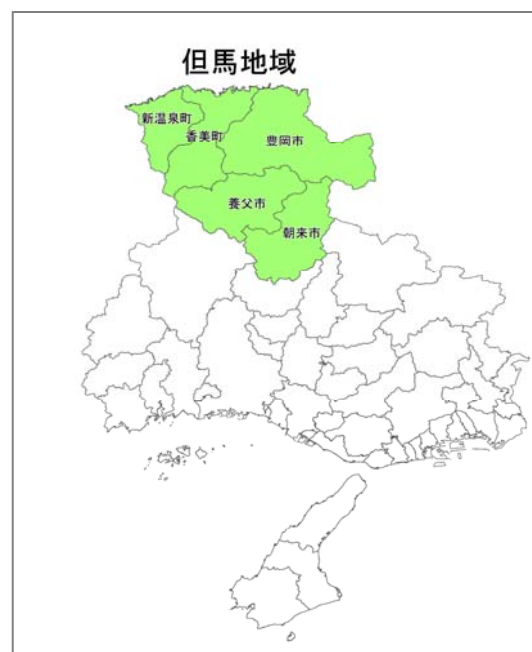 但馬地域
新温泉町
香美町
豊岡市
養父市
朝来市